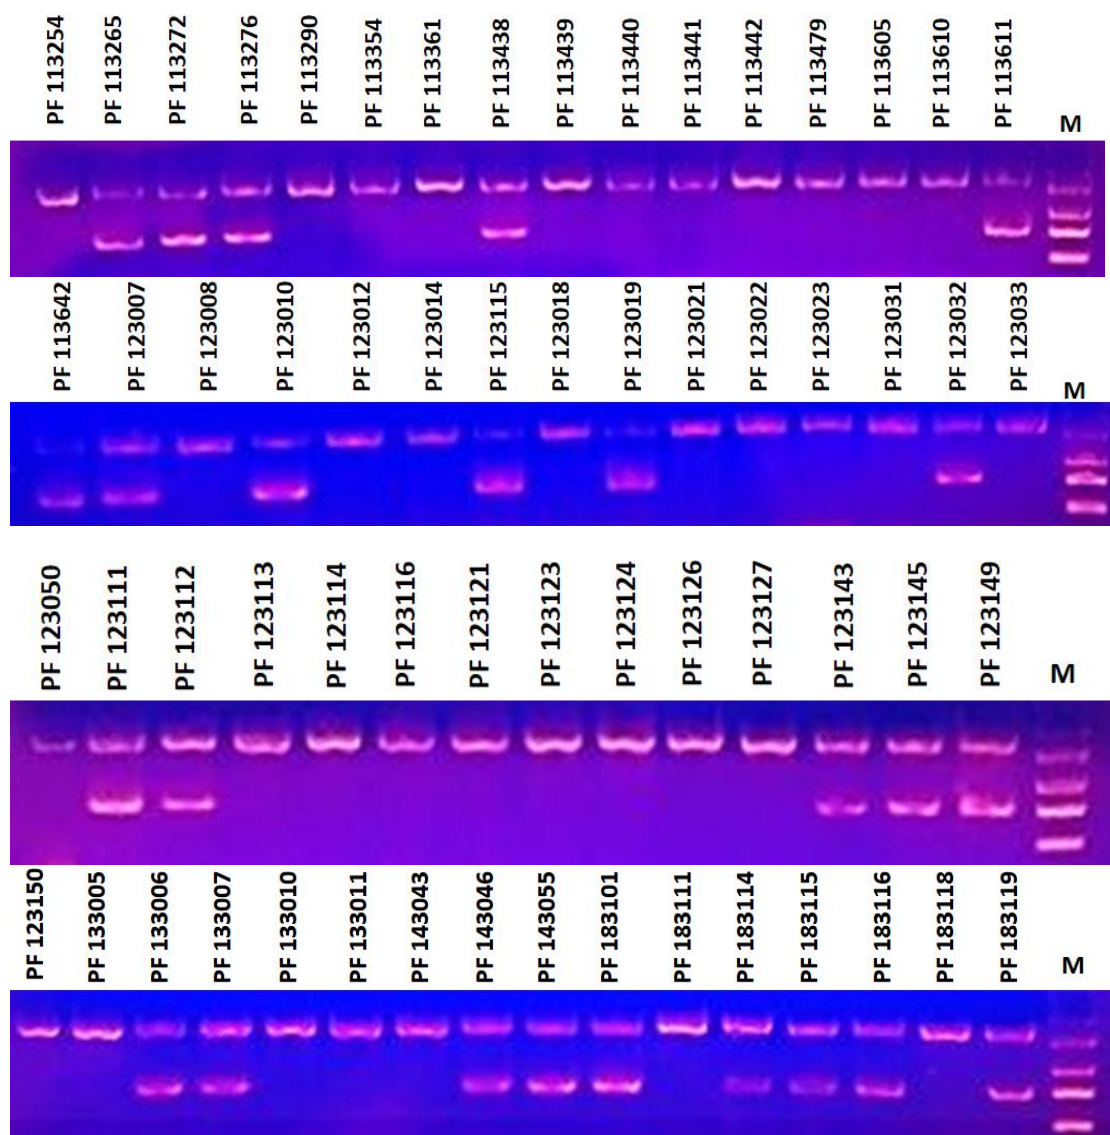 PF 113254
PF 113265
PF 113272
PF 113276
PF 113290
PF 113354
PF 113361
PF 113438
PF 113439
PF 113440
PF 113441
PF 113442
PF 113479
PF 113605
PF 113610
PF 113611
M
PF 113642
PF 123007
PF 123008
PF 123010
PF 123012
PF 123014
PF 123115
PF 123018
PF 123019
PF 123021
PF 123022
PF 123023
PF 123031
PF 123032
PF 123033
M
PF 123050
PF 123111
PF 123112
PF 123113
PF 123114
PF 123116
PF 123121
PF 123123
PF 123124
PF 123126
PF 123127
PF 123143
PF 123145
PF 123149
M
PF 123150
PF 133005
PF 133006
PF 133007
PF 133010
PF 133011
PF 143043
PF 143046
PF 143055
PF 183101
PF 183111
PF 183114
PF 183115
PF 183116
PF 183118
PF 183119
M